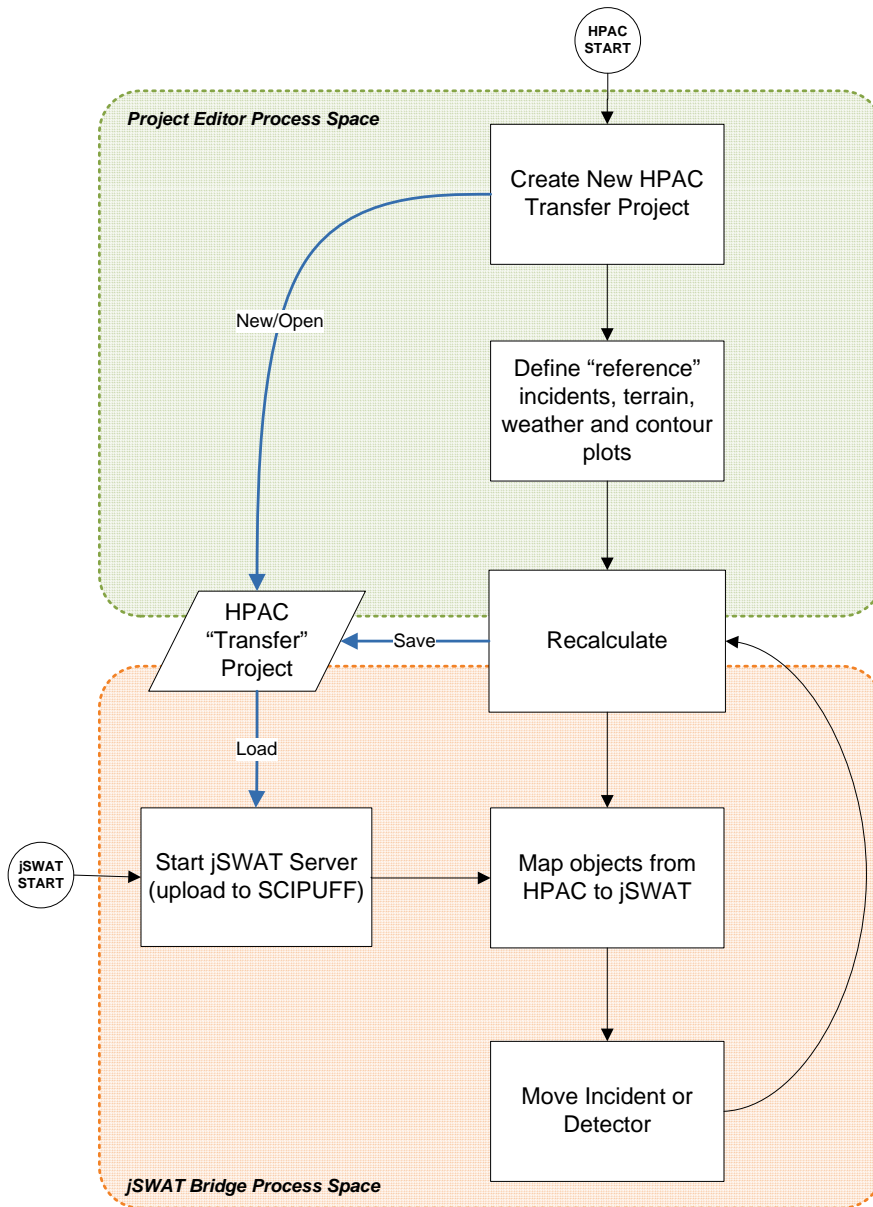 HPAC
START
Project Editor Process Space
Create New HPAC
Transfer Project
New/Open
Define “reference”
incidents, terrain,
weather and contour
plots
HPAC
“Transfer”
Project
Save
Recalculate
Load
jSWAT
START
Start jSWAT Server
(upload to SCIPUFF)
Map objects from
HPAC to jSWAT
Move Incident or
Detector
jSWAT Bridge Process Space